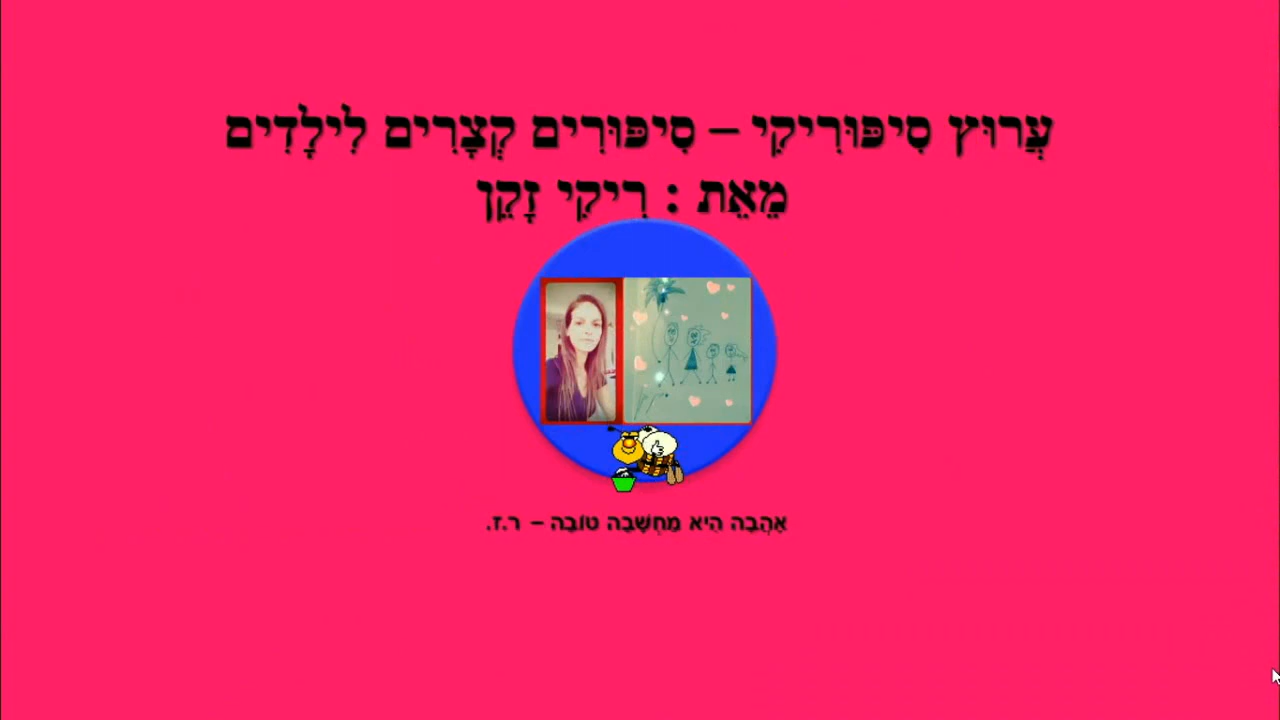 עֲרוּץ סִיפּוּרִיקִי – סִיפּוּרִים קְצָרִים לִילָדִים
מֵאֵת : רִיקִי זָקֵן
אַהֲבַה הִיא מַחְשָׁבַה טוֹבַה – ר.ז.